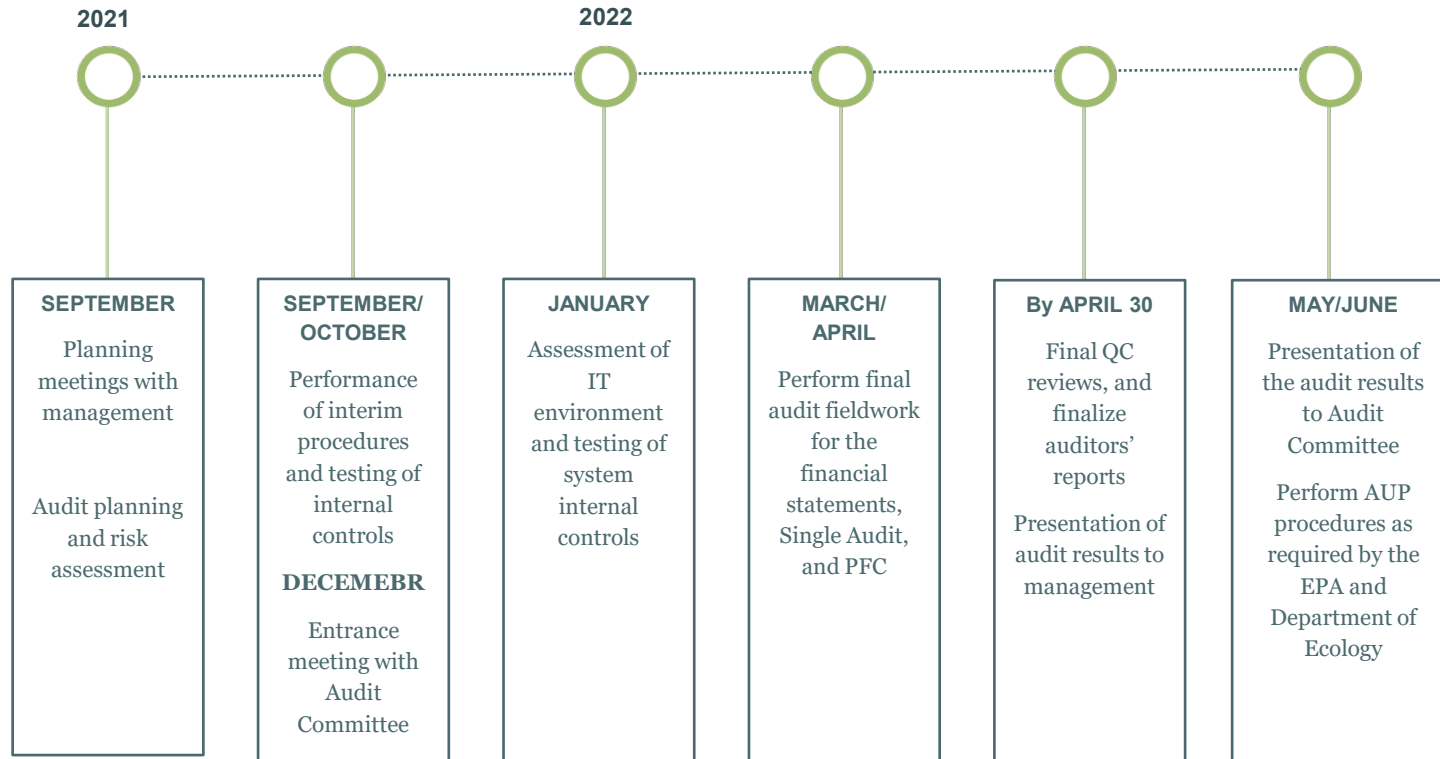 2021
2022
SEPTEMBER
Planning
meetings with
management
Audit planning
and risk
assessment
SEPTEMBER/
OCTOBER
Performance
of interim
procedures
and testing of
internal
controls
DECEMEBR
Entrance
meeting with
Audit
Committee
JANUARY
Assessment of
IT
environment
and testing of
system
internal
controls
MARCH/
APRIL
Perform final
audit fieldwork
for the
financial
statements,
Single Audit,
and PFC
By APRIL 30
Final QC
reviews, and
finalize
auditors’
reports
Presentation of
audit results to
management
MAY/JUNE
Presentation of
the audit results
to Audit
Committee
Perform AUP
procedures as
required by the
EPA and
Department of
Ecology